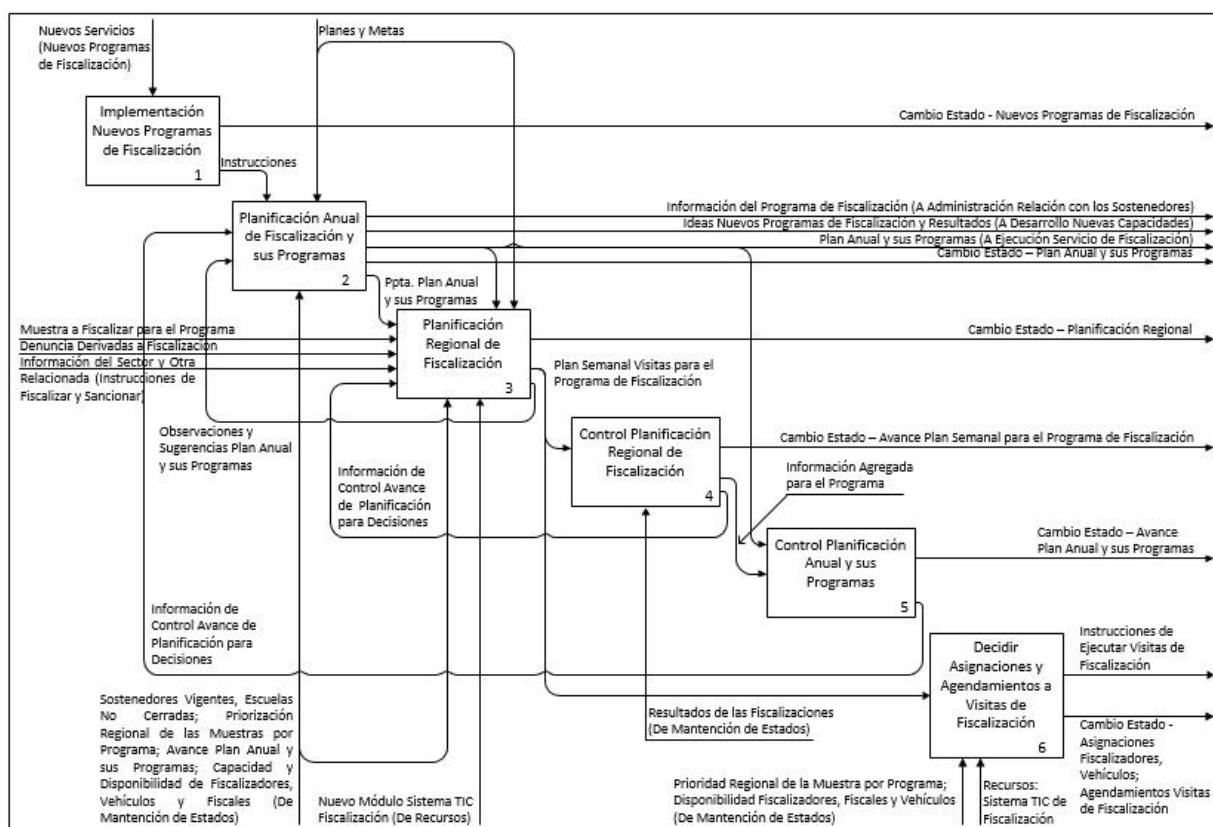 Nuevos Servicios
(Nuevos Programas
de Fiscalización)
Planes y Metas
Implementación
Nuevos Programas
de Fiscalización
1
Cambio Estado - Nuevos Programas de Fiscalización
Instrucciones
Planificación Anual
de Fiscalización y
sus Programas
2
Información del Programa de Fiscalización (A Administración Relación con los Sostenedores)
Ideas Nuevos Programas de Fiscalización y Resultados (A Desarrollo Nuevas Capacidades)
Plan Anual y sus Programas (A Ejecución Servicio de Fiscalización)
Cambio Estado – Plan Anual y sus Programas
Ppta. Plan Anual
y sus Programas
Muestra a Fiscalizar para el Programa
Denuncia Derivadas a Fiscalización
Información del Sector y Otra
Relacionada (Instrucciones de
Fiscalizar y Sancionar)
Planificación
Regional de
Fiscalización
3
Cambio Estado – Planificación Regional
Plan Semanal Visitas para el
Programa de Fiscalización
Observaciones y
Sugerencias Plan Anual
y sus Programas
Información de
Control Avance
de Planificación
para Decisiones
Control Planificación
Regional de
Fiscalización
4
Cambio Estado – Avance Plan Semanal para el Programa de Fiscalización
Información Agregada
para el Programa
Control Planificación
Anual y sus
Programas
5
Cambio Estado – Avance
Plan Anual y sus Programas
Información de
Control Avance de
Planificación para
Decisiones
Decidir
Asignaciones y
Agendamientos a
Visitas de
Fiscalización
6
Instrucciones de
Ejecutar Visitas de
Fiscalización
Sostenedores Vigentes, Escuelas
No Cerradas; Priorización
Regional de las Muestras por
Programa; Avance Plan Anual y
sus Programas; Capacidad y
Disponibilidad de Fiscalizadores,
Vehículos y Fiscales (De
Mantención de Estados)
Nuevo Módulo Sistema TIC
Fiscalización (De Recursos)
Resultados de las Fiscalizaciones
(De Mantención de Estados)
Prioridad Regional de la Muestra por Programa;
Disponibilidad Fiscalizadores, Fiscales y Vehículos
(De Mantención de Estados)
Recursos:
Sistema TIC de
Fiscalización
Cambio Estado -
Asignaciones
Fiscalizadores,
Vehículos;
Agendamientos Visitas
de Fiscalización